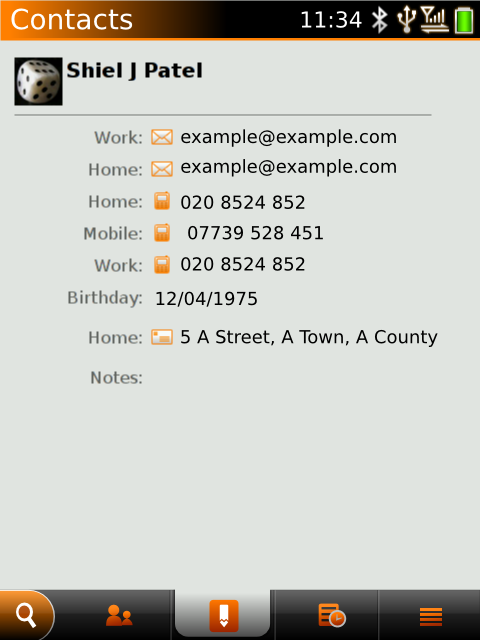 Contacts 11:34
Shiel J Patel
Work: example@example.com
Home: example@example.com
Home: 020 8524 852
Mobile: 07739 528 451
Work: 020 8524 852
Birthday: 12/04/1975
Home: 5 A Street, A Town, A County
Notes: